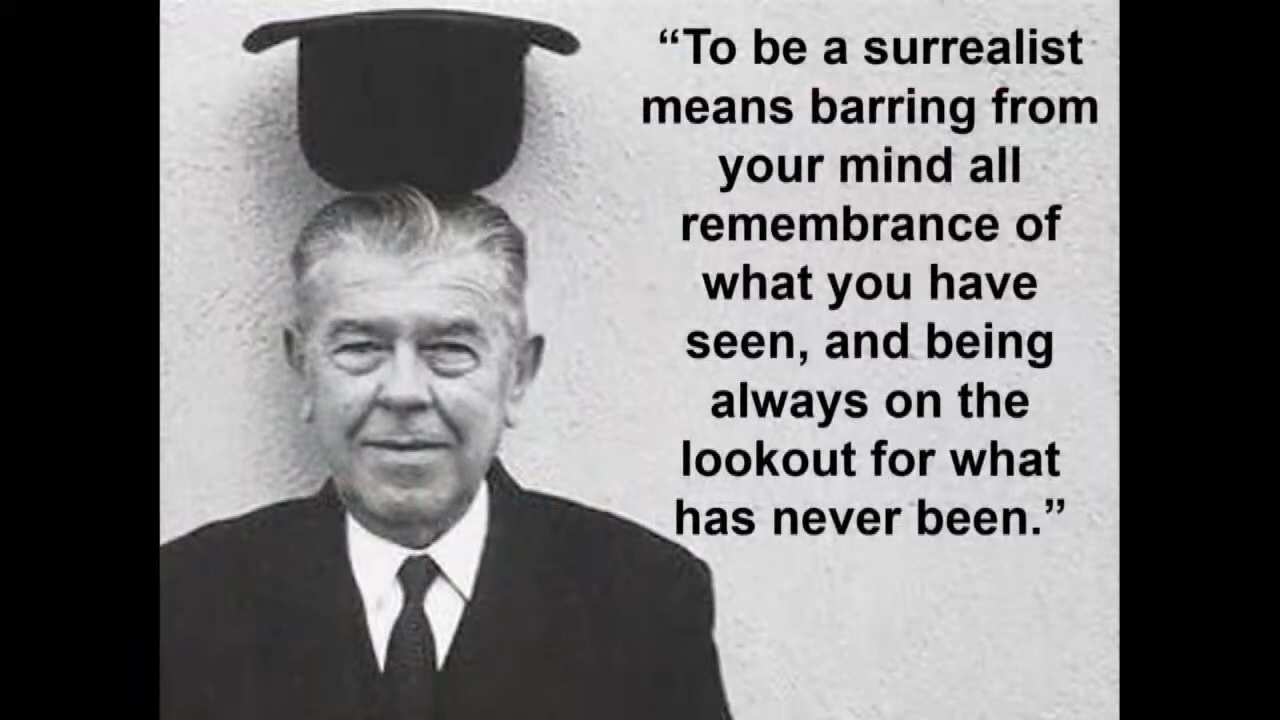 “To be a surrealist
means barring from
your mind all
remembrance of
what you have
seen, and being
always on the
lookout for what
has never been.”